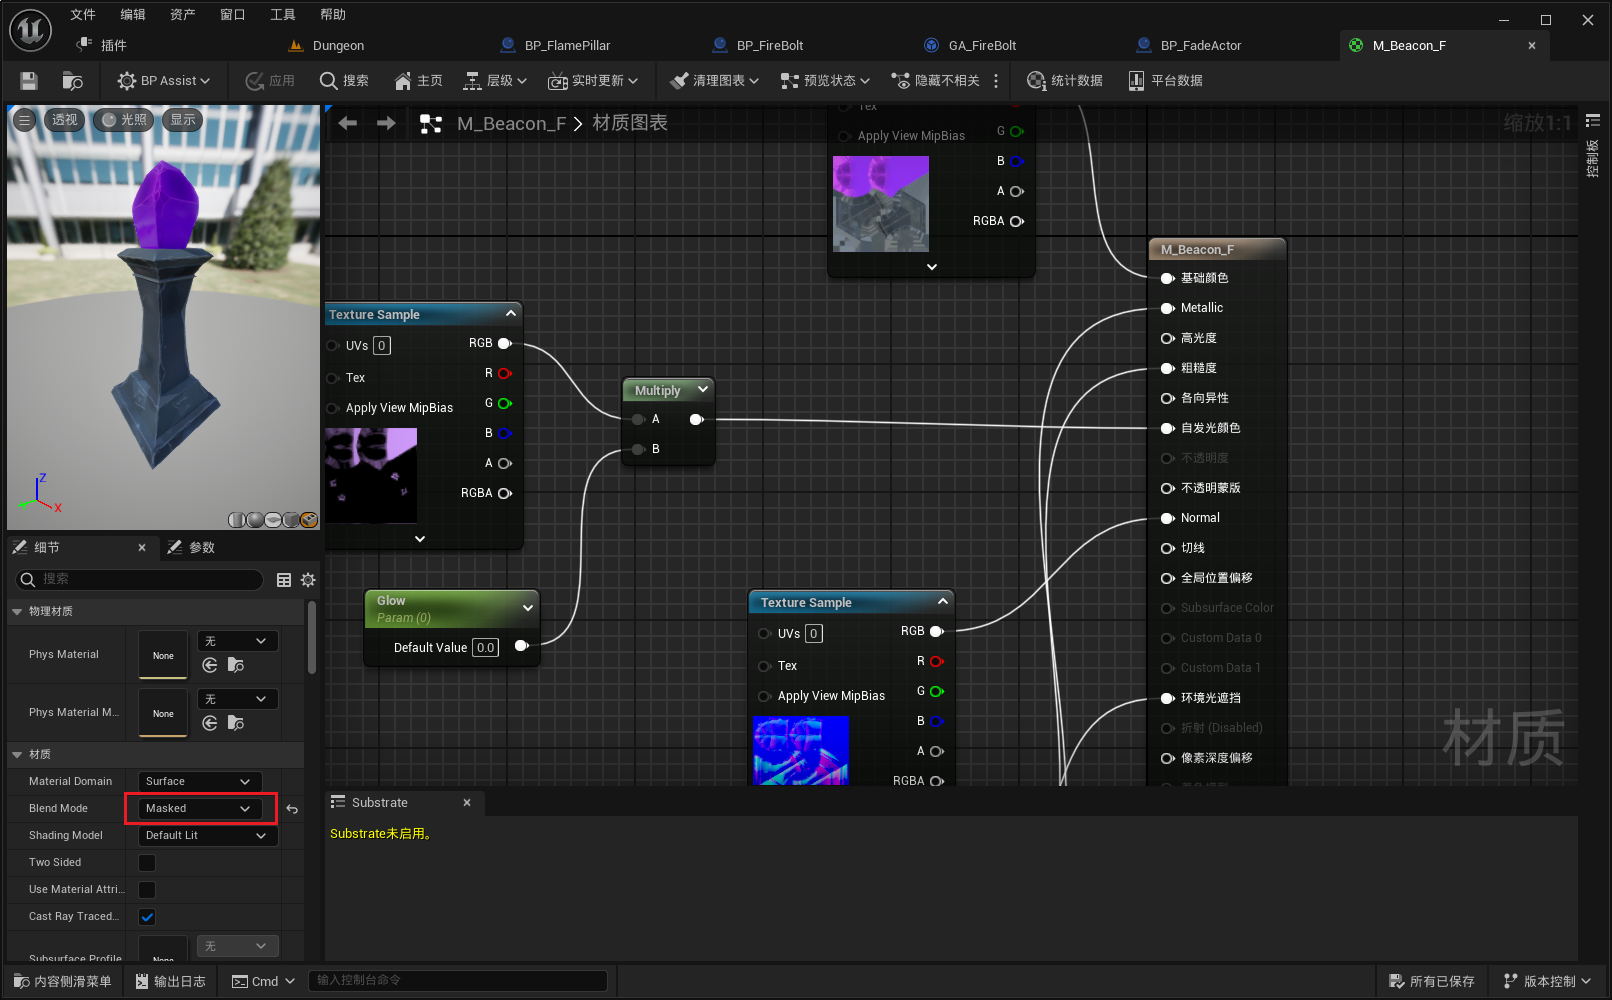 文件 编辑 资产 窗口 工具 帮助
插件 Dungeon BP_FlamePillar BP_FireBolt GA_FireBolt BP_FadeActor M_Beacon_F
BP Assist 应用 搜索 主页 层级 实时更新 清理图表 预览状态 隐藏不相关 统计数据 平台数据
透视 光照 显示
Z
X
M_Beacon_F 材质图表
缩放1:1
控制板
Tex
Apply View MipBias
G
B
A
RGBA
Texture Sample
UVs 0
Tex
Apply View MipBias
RGB
R
G
B
A
RGBA
Multiply
A
B
Glow
Param (0)
Default Value 0.0
Texture Sample
UVs 0
Tex
Apply View MipBias
RGB
R
G
B
A
RGBA
M_Beacon_F
基础颜色
Metallic
高光度
粗糙度
各向异性
自发光颜色
不透明度
不透明蒙版
Normal
切线
全局位置偏移
Subsurface Color
Custom Data 0
Custom Data 1
环境光遮挡
折射 (Disabled)
像素深度偏移
材质
细节 参数
搜索
物理材质
Phys Material None 无
Phys Material M... None 无
材质
Material Domain Surface
Blend Mode Masked
Shading Model Default Lit
Two Sided
Use Material Attri...
Cast Ray Traced...
Subsurface Profile None 无
Substrate
Substrate未启用。
内容侧滑菜单 输出日志 Cmd 输入控制台命令 所有已保存 版本控制